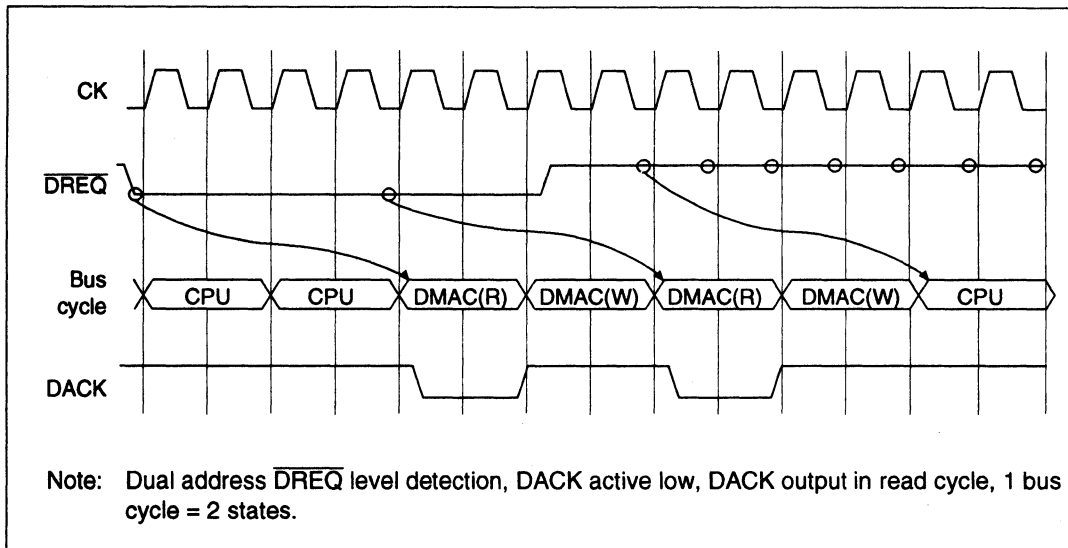 CK
DREQ
Bus
cycle
CPU CPU DMAC(R) DMAC(W) DMAC(R) DMAC(W) CPU
DACK
Note: Dual address DREQ level detection, DACK active low, DACK output in read cycle, 1 bus
cycle = 2 states.